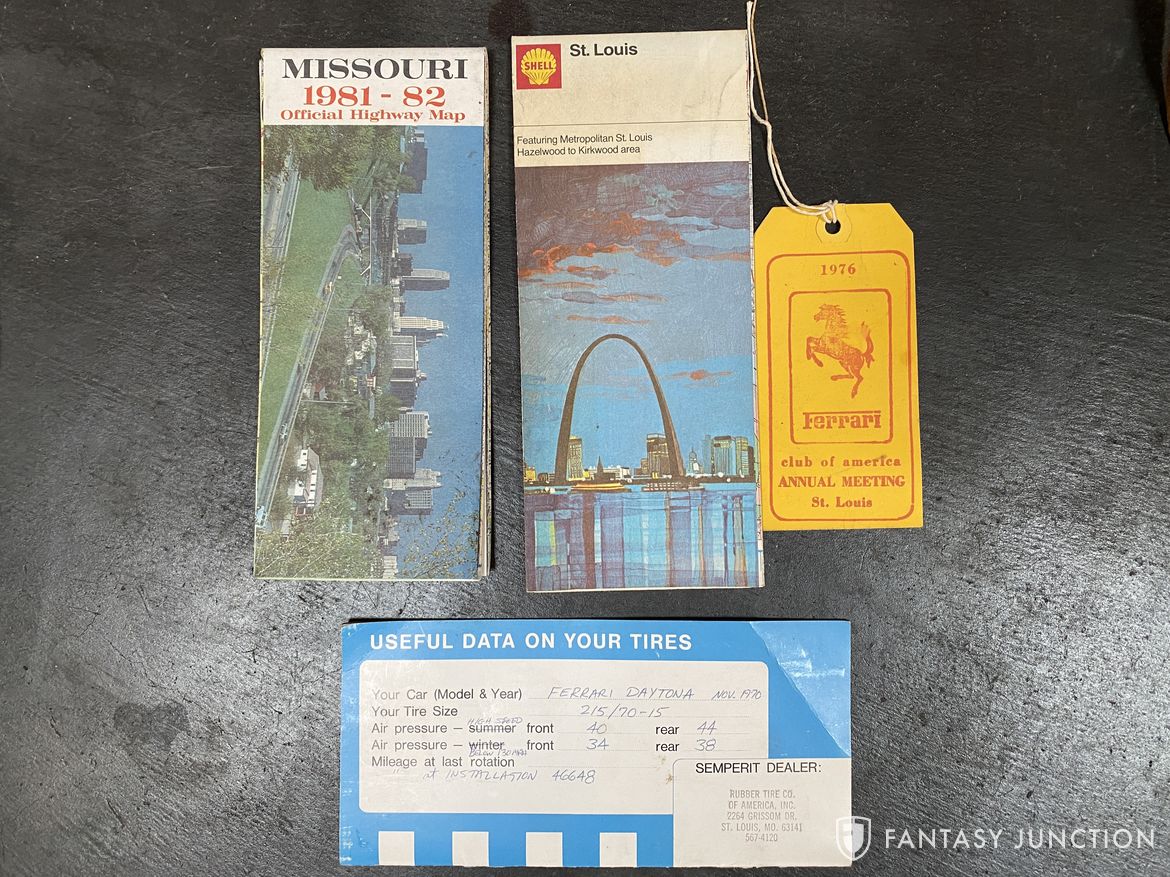 MISSOURI
1981 - 82
Official Highway Map
SHELL
St. Louis
Featuring Metropolitan St. Louis
Hazelwood to Kirkwood area
1976
Ferrari
club of america
ANNUAL MEETING
St. Louis
USEFUL DATA ON YOUR TIRES
Your Car (Model & Year) FERRARI DAYTONA NOV. 1970
Your Tire Size 215/70-15
HIGH SPEED
Air pressure – summer front 40 rear 44
Air pressure – winter front 34 rear 38
BELOW 130 MPH
Mileage at last rotation
" at INSTALLATION 46648
SEMPERIT DEALER:
RUBBER TIRE CO.
OF AMERICA, INC.
2264 GRISSOM DR.
ST. LOUIS, MO. 63141
567-4120
FANTASY JUNCTION